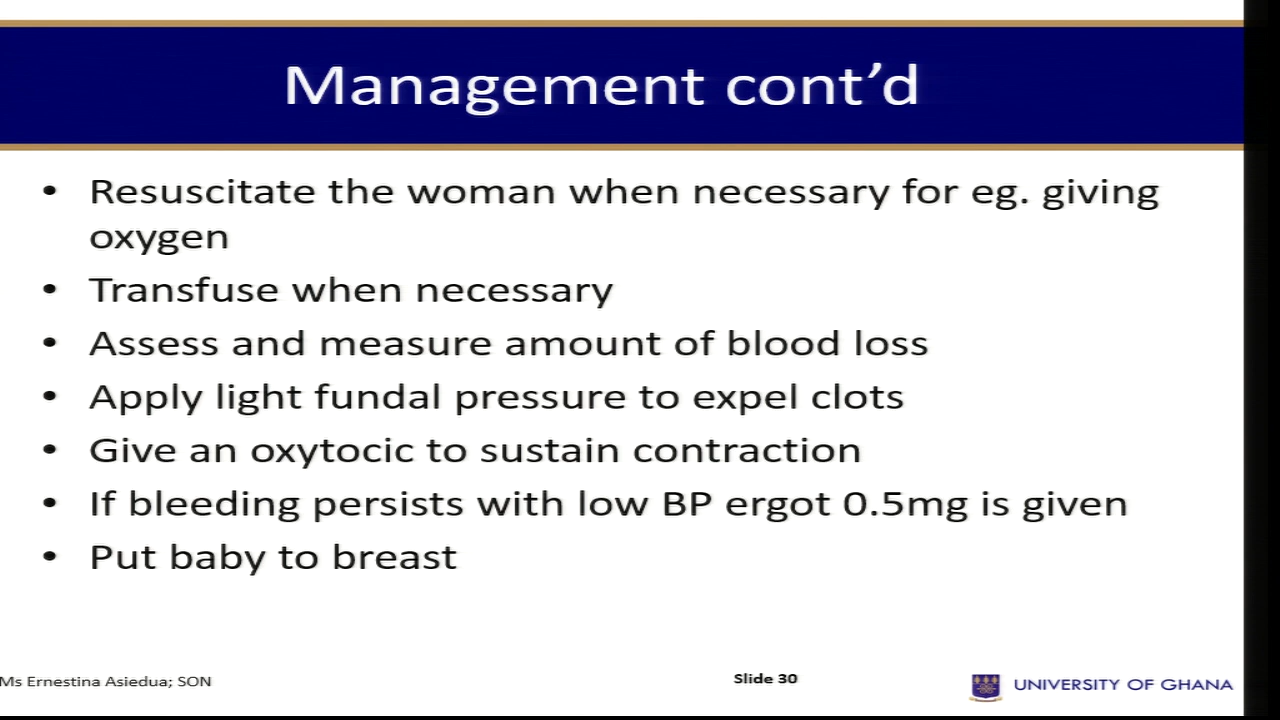 Management cont’d
• Resuscitate the woman when necessary for eg. giving
oxygen
• Transfuse when necessary
• Assess and measure amount of blood loss
• Apply light fundal pressure to expel clots
• Give an oxytocic to sustain contraction
• If bleeding persists with low BP ergot 0.5mg is given
• Put baby to breast
Ms Ernestina Asiedua; SON
Slide 30
UNIVERSITY OF GHANA